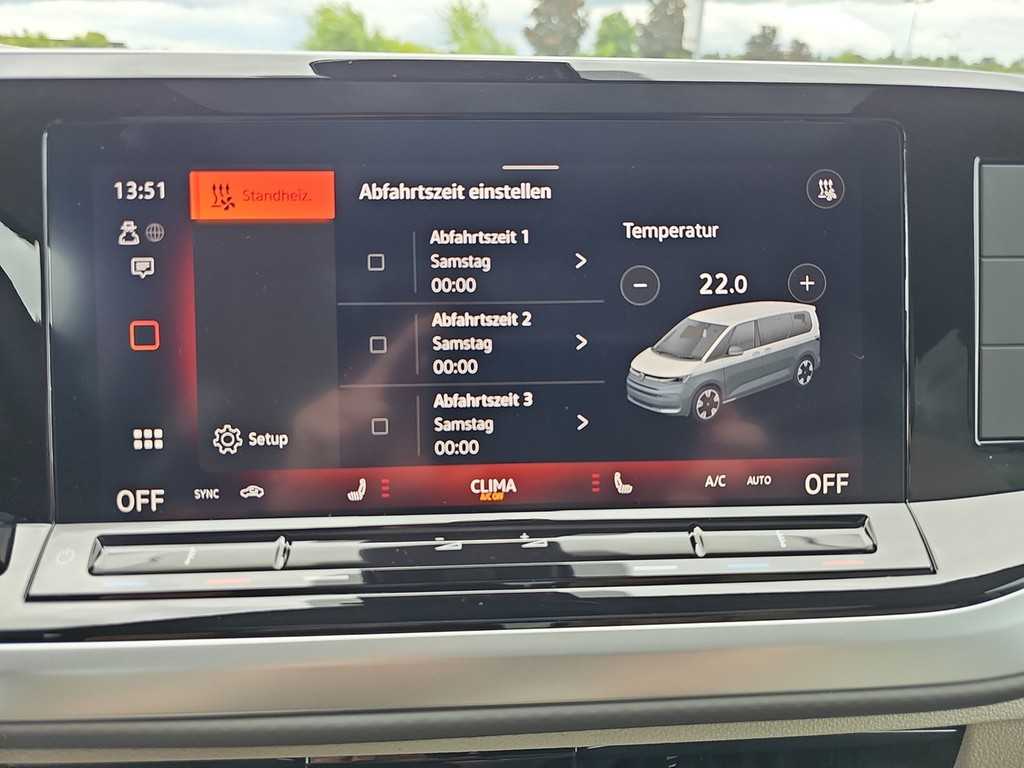 13:51
Standheiz.
Abfahrtszeit einstellen
Abfahrtszeit 1
Samstag
00:00
Temperatur
22.0
Abfahrtszeit 2
Samstag
00:00
Abfahrtszeit 3
Samstag
00:00
Setup
OFF SYNC CLIMA A/C AUTO OFF
A/C OFF